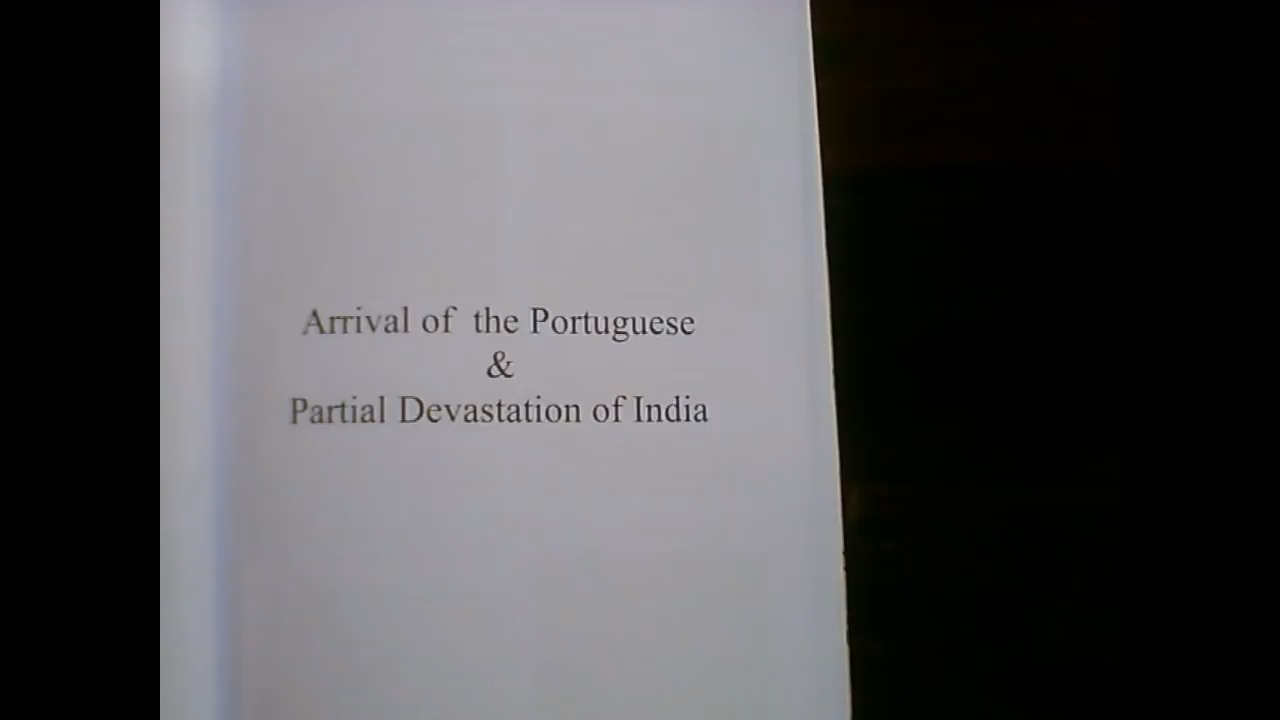 Arrival of the Portuguese
&
Partial Devastation of India